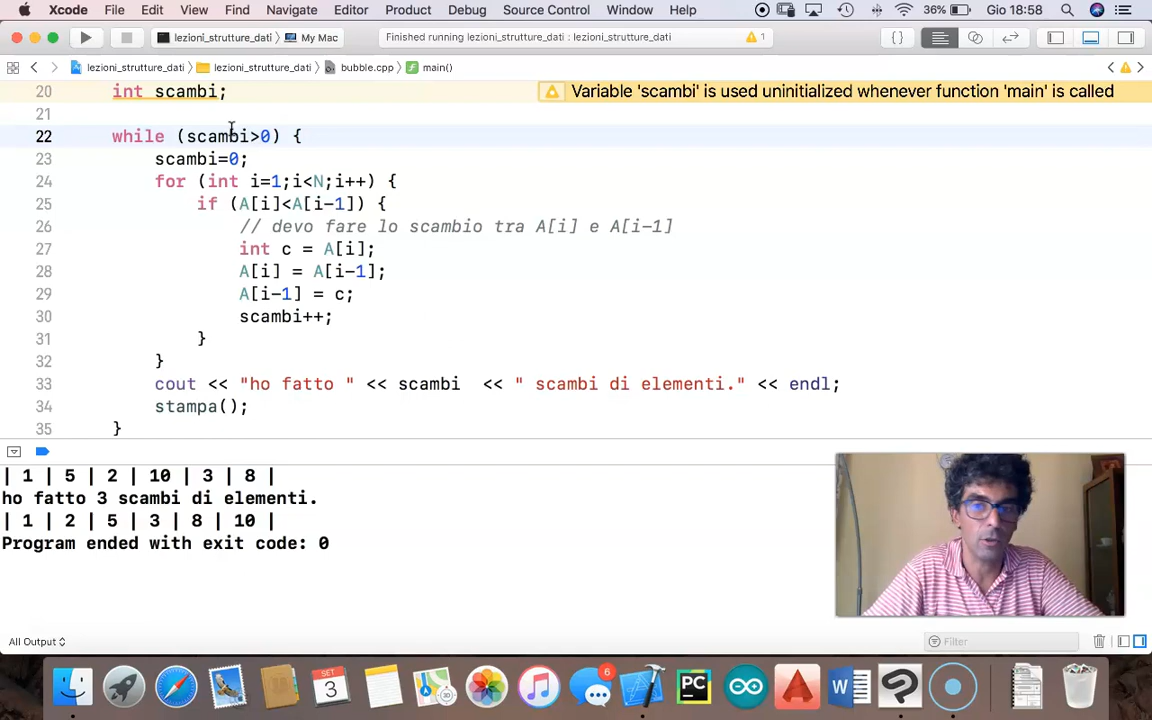 Xcode File Edit View Find Navigate Editor Product Debug Source Control Window Help 36% Gio 18:58
lezioni_strutture_dati My Mac Finished running lezioni_strutture_dati : lezioni_strutture_dati 1
lezioni_strutture_dati lezioni_strutture_dati bubble.cpp main()
20 int scambi; Variable 'scambi' is used uninitialized whenever function 'main' is called
21
22 while (scambi>0) {
23 scambi=0;
24 for (int i=1;i<N;i++) {
25 if (A[i]<A[i-1]) {
26 // devo fare lo scambio tra A[i] e A[i-1]
27 int c = A[i];
28 A[i] = A[i-1];
29 A[i-1] = c;
30 scambi++;
31 }
32 }
33 cout << "ho fatto " << scambi << " scambi di elementi." << endl;
34 stampa();
35 }
| 1 | 5 | 2 | 10 | 3 | 8 |
ho fatto 3 scambi di elementi.
| 1 | 2 | 5 | 3 | 8 | 10 |
Program ended with exit code: 0
All Output Filter
SET 3 6 PC W